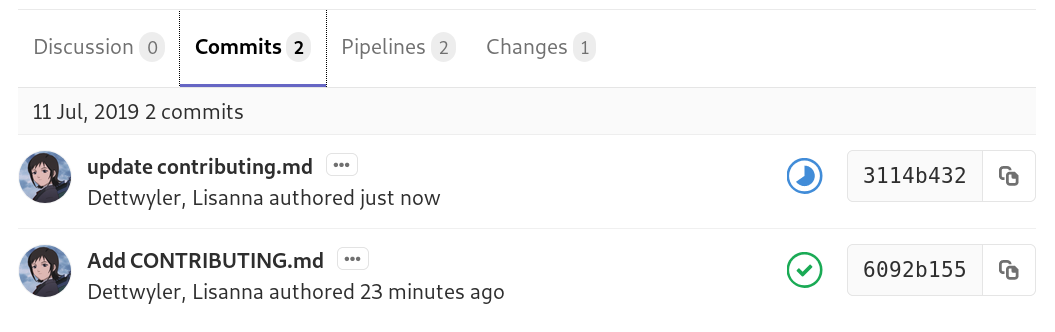 Discussion 0 Commits 2 Pipelines 2 Changes 1
11 Jul, 2019 2 commits
update contributing.md ···
3114b432
Dettwyler, Lisanna authored just now
Add CONTRIBUTING.md ···
6092b155
Dettwyler, Lisanna authored 23 minutes ago